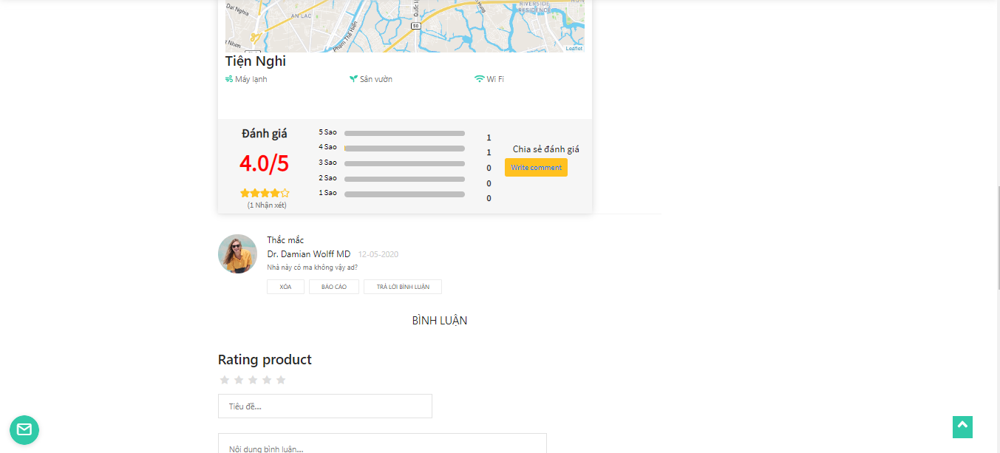 Dai Nghia
AN LAC
Phạm Thế Hiển
Quốc l
50
Hung
RIVERSIDE
RESIDENCE
Nhon
Leaflet
Tiện Nghi
Máy lạnh
Sân vườn
Wi Fi
Đánh giá
4.0/5
(1 Nhận xét)
5 Sao
1
4 Sao
1
3 Sao
0
2 Sao
0
1 Sao
0
Chia sẻ đánh giá
Write comment
Thắc mắc
Dr. Damian Wolff MD 12-05-2020
Nhà này có ma không vậy ad?
XÓA BÁO CÁO TRẢ LỜI BÌNH LUẬN
BÌNH LUẬN
Rating product
Tiêu đề....
Nội dung bình luận....